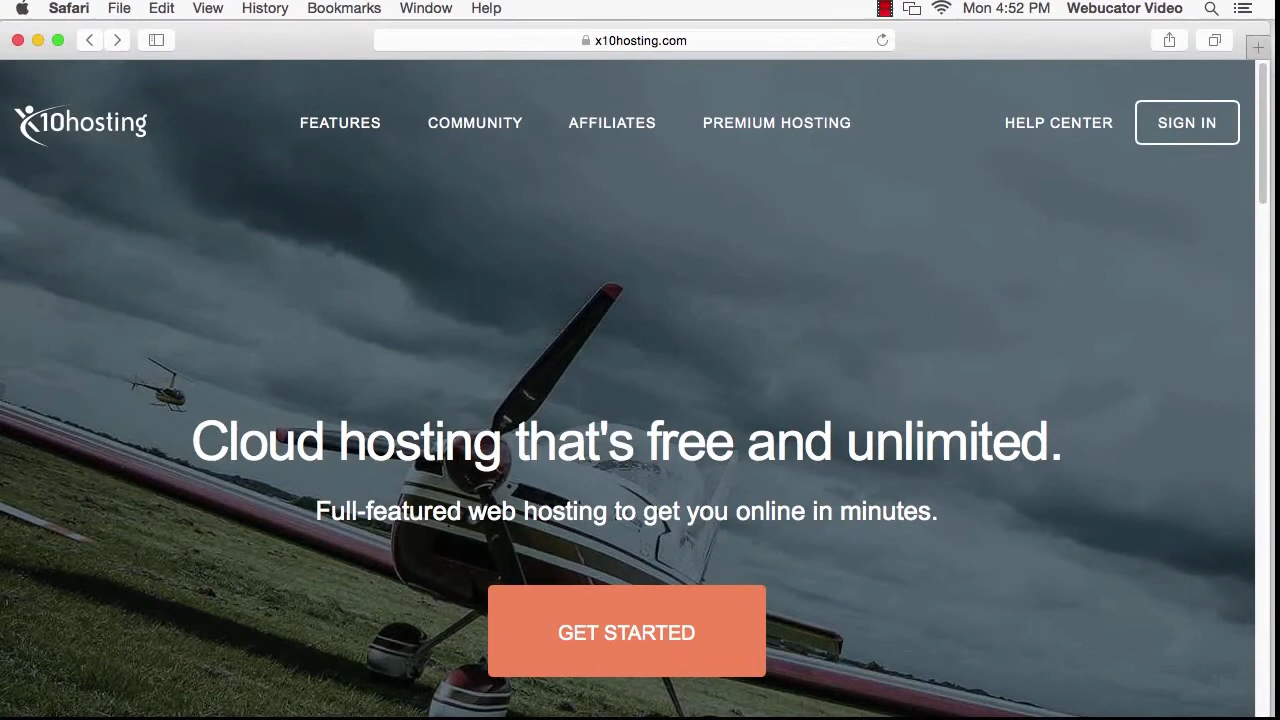 Safari File Edit View History Bookmarks Window Help Mon 4:52 PM Webucator Video
x10hosting.com
x10hosting FEATURES COMMUNITY AFFILIATES PREMIUM HOSTING HELP CENTER SIGN IN
Cloud hosting that's free and unlimited.
Full-featured web hosting to get you online in minutes.
GET STARTED